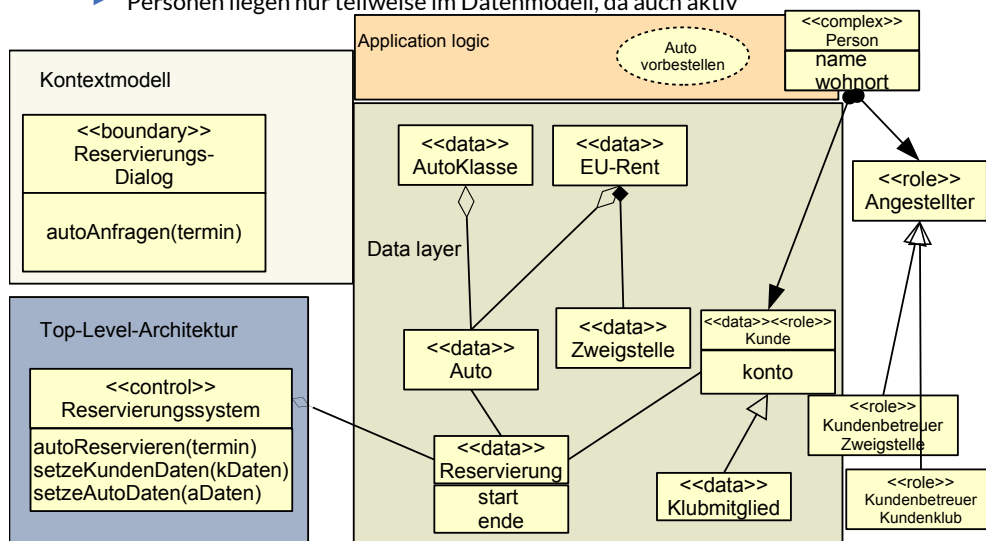 Personen liegen nur teilweise im Datenmodell, da auch aktiv
Application logic
Auto
vorbestellen
<<complex>>
Person
name
wohnort
Kontextmodell
<<boundary>>
Reservierungs-
Dialog
autoAnfragen(termin)
<<data>>
AutoKlasse
<<data>>
EU-Rent
<<role>>
Angestellter
Data layer
Top-Level-Architektur
<<control>>
Reservierungssystem
autoReservieren(termin)
setzeKundenDaten(kDaten)
setzeAutoDaten(aDaten)
<<data>>
Auto
<<data>>
Zweigstelle
<<data>><<role>>
Kunde
konto
<<data>>
Reservierung
start
ende
<<data>>
Klubmitglied
<<role>>
Kundenbetreuer
Zweigstelle
<<role>>
Kundenbetreuer
Kundenklub